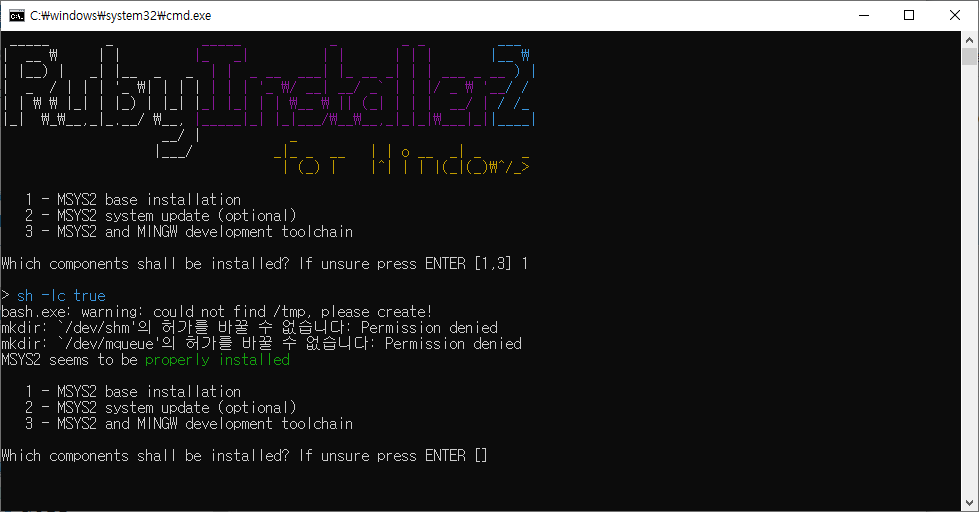 C:₩windows₩system32₩cmd.exe
RubyInstaller2
for Windows
1 - MSYS2 base installation
2 - MSYS2 system update (optional)
3 - MSYS2 and MINGW development toolchain
Which components shall be installed? If unsure press ENTER [1,3] 1
> sh -lc true
bash.exe: warning: could not find /tmp, please create!
mkdir: `/dev/shm'의 허가를 바꿀 수 없습니다: Permission denied
mkdir: `/dev/mqueue'의 허가를 바꿀 수 없습니다: Permission denied
MSYS2 seems to be properly installed
1 - MSYS2 base installation
2 - MSYS2 system update (optional)
3 - MSYS2 and MINGW development toolchain
Which components shall be installed? If unsure press ENTER []